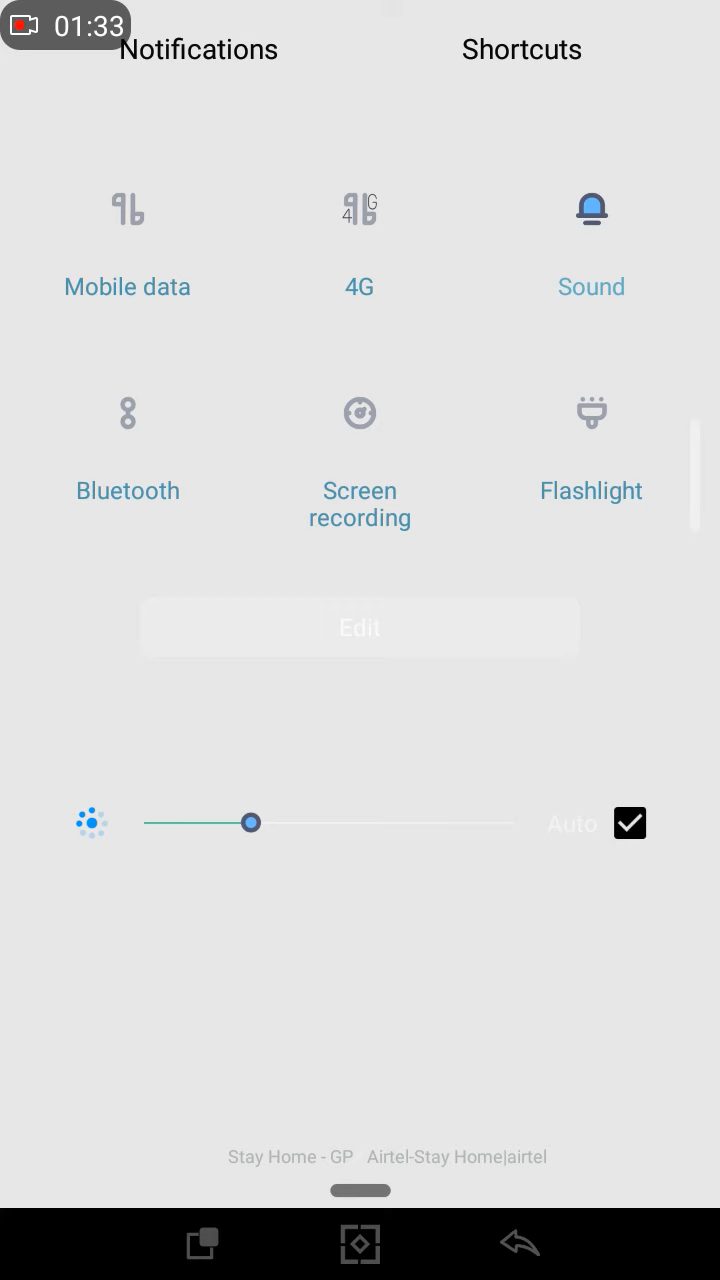 01:33
Notifications Shortcuts
4 G
Mobile data 4G Sound
Bluetooth Screen recording Flashlight
Edit
Auto
Stay Home - GP Airtel-Stay Home|airtel